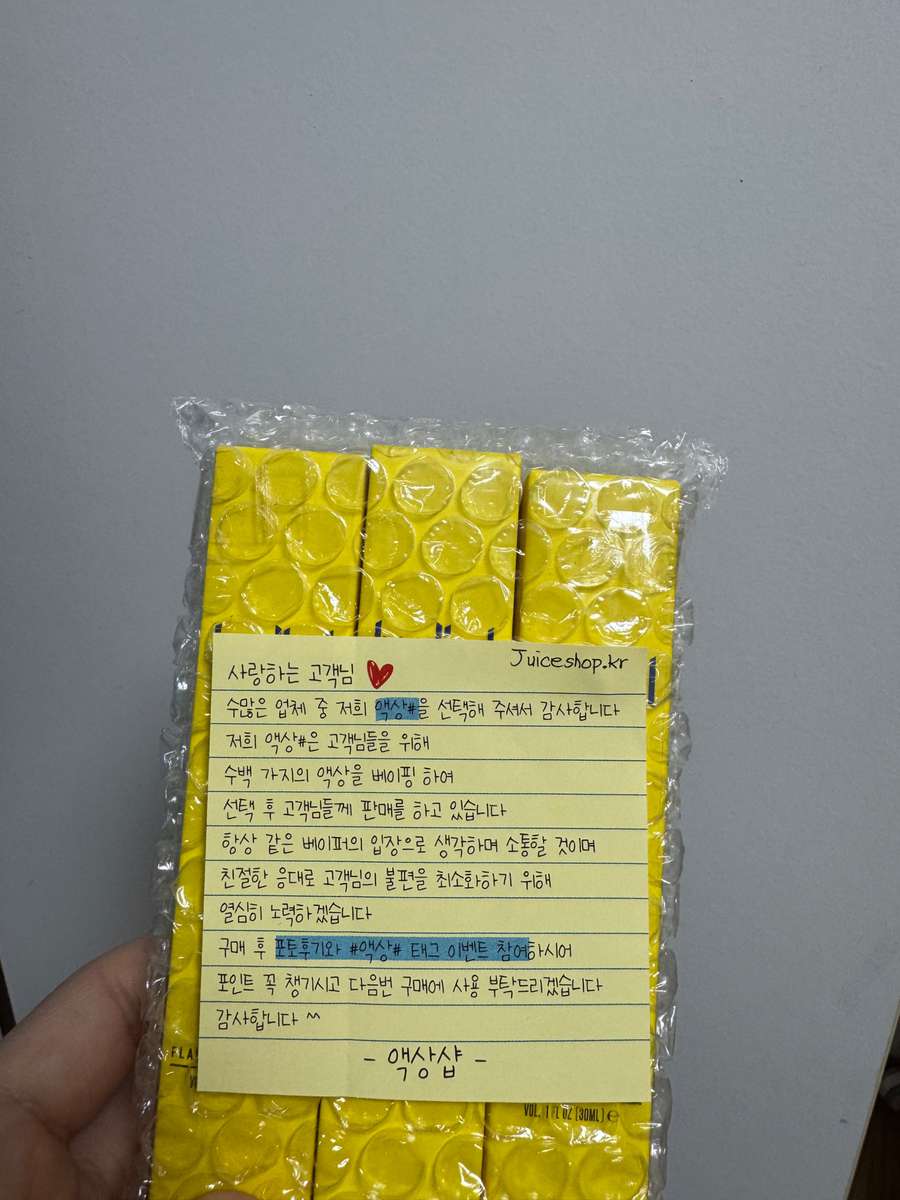 Juiceshop.kr
사랑하는 고객님
수많은 업체 중 저희 액상#을 선택해 주셔서 감사합니다
저희 액상#은 고객님들을 위해
수백 가지의 액상을 베이핑 하여
선택 후 고객님들께 판매를 하고 있습니다
항상 같은 베이퍼의 입장으로 생각하며 소통할 것이며
친절한 응대로 고객님의 불편을 최소화하기 위해
열심히 노력하겠습니다
구매 후 포토후기와 #액상# 태그 이벤트 참여하시어
포인트 꼭 챙기시고 다음번 구매에 사용 부탁드리겠습니다
감사합니다 ^^
- 액상샵 -
VOL. 1 FL OZ (30ML) e